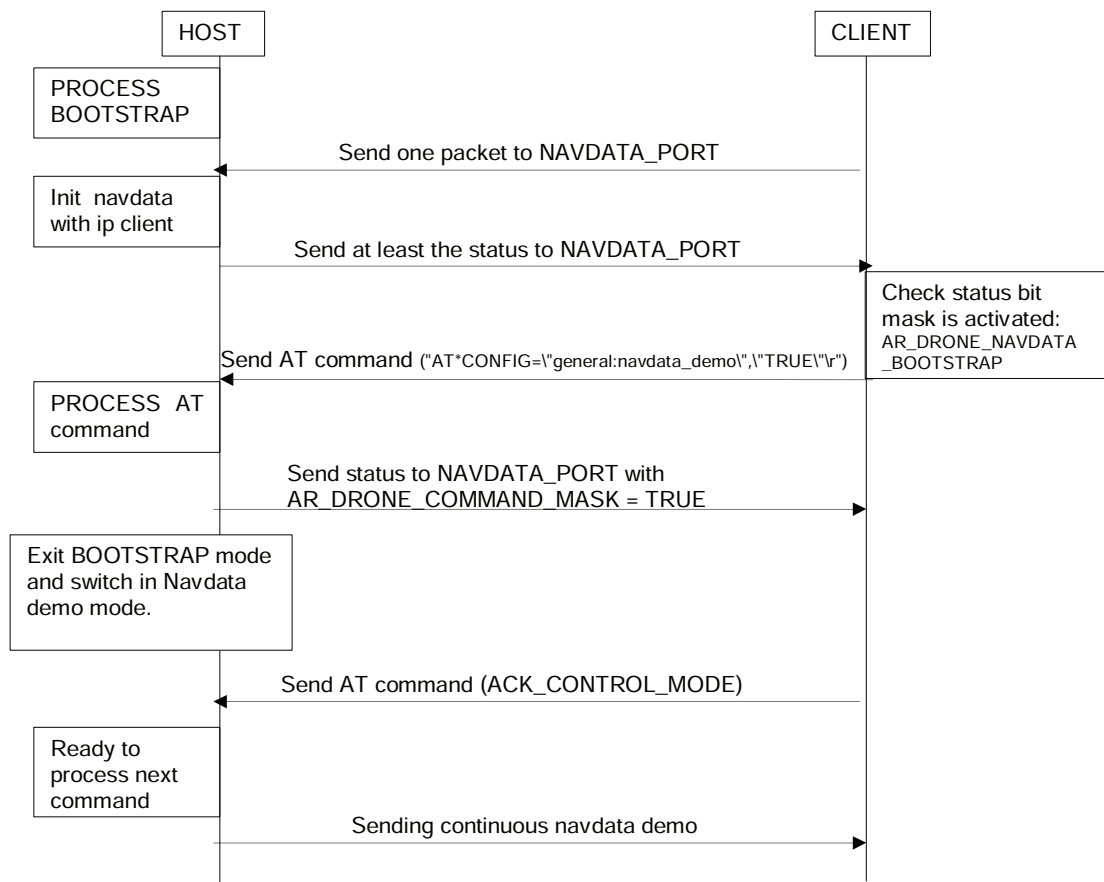 HOST
CLIENT
PROCESS
BOOTSTRAP
Send one packet to NAVDATA_PORT
Init navdata
with ip client
Send at least the status to NAVDATA_PORT
Check status bit
mask is activated:
AR_DRONE_NAVDATA
_BOOTSTRAP
Send AT command ("AT*CONFIG=\"general:navdata_demo\",\"TRUE\"\r")
PROCESS AT
command
Send status to NAVDATA_PORT with
AR_DRONE_COMMAND_MASK = TRUE
Exit BOOTSTRAP mode
and switch in Navdata
demo mode.
Send AT command (ACK_CONTROL_MODE)
Ready to
process next
command
Sending continuous navdata demo